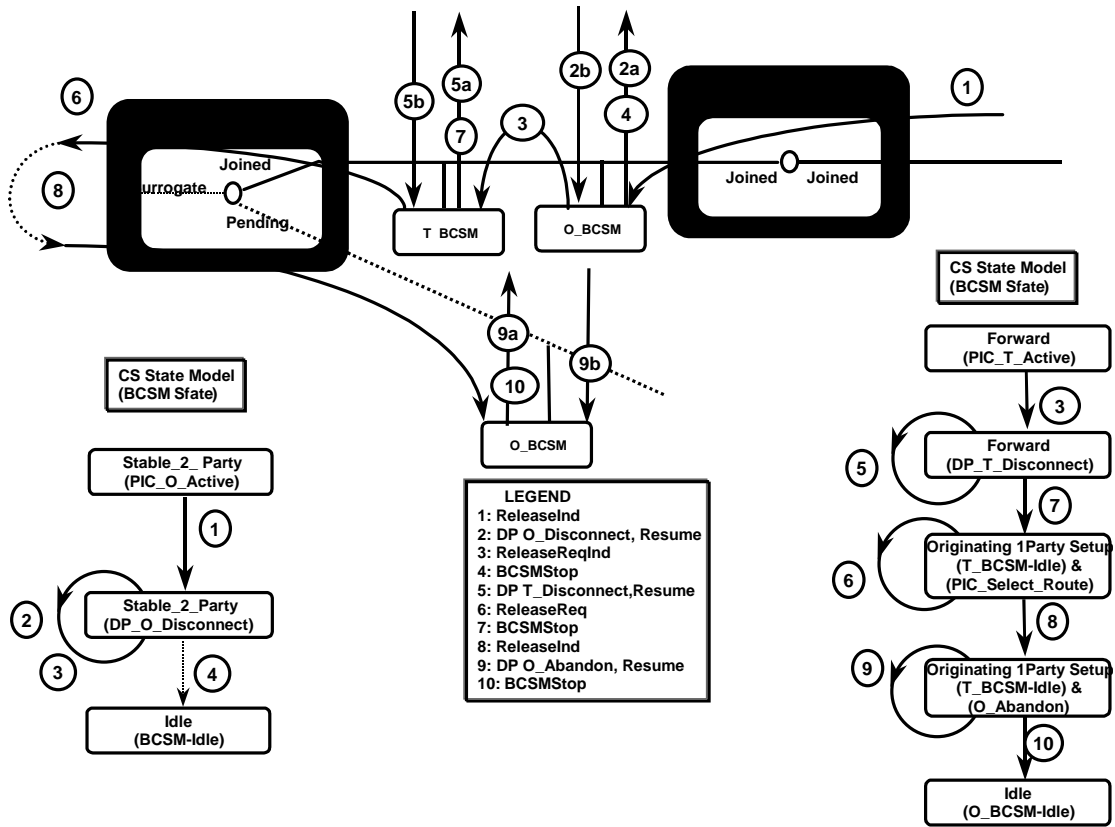 6
5b
5a
7
3
2b
2a
4
1
Joined
urrogate
8
Pending
Joined
Joined
T BCSM
O_BCSM
9a
9b
10
O_BCSM
CS State Model
(BCSM Sfate)
Stable_2_ Party
(PIC_O_Active)
1
Stable_2_Party
(DP_O_Disconnect)
2
3
4
Idle
(BCSM-Idle)
LEGEND
1: ReleaseInd
2: DP O_Disconnect, Resume
3: ReleaseReqInd
4: BCSMStop
5: DP T_Disconnect,Resume
6: ReleaseReq
7: BCSMStop
8: ReleaseInd
9: DP O_Abandon, Resume
10: BCSMStop
CS State Model
(BCSM Sfate)
Forward
(PIC_T_Active)
3
Forward
(DP_T_Disconnect)
5
7
Originating 1Party Setup
(T_BCSM-Idle) &
(PIC_Select_Route)
6
8
Originating 1Party Setup
(T_BCSM-Idle) &
(O_Abandon)
9
10
Idle
(O_BCSM-Idle)